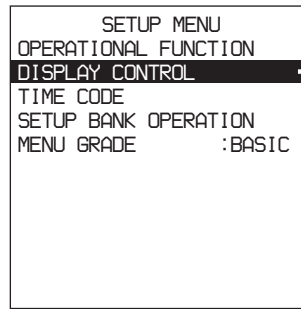 SETUP MENU
OPERATIONAL FUNCTION
DISPLAY CONTROL
TIME CODE
SETUP BANK OPERATION
MENU GRADE :BASIC